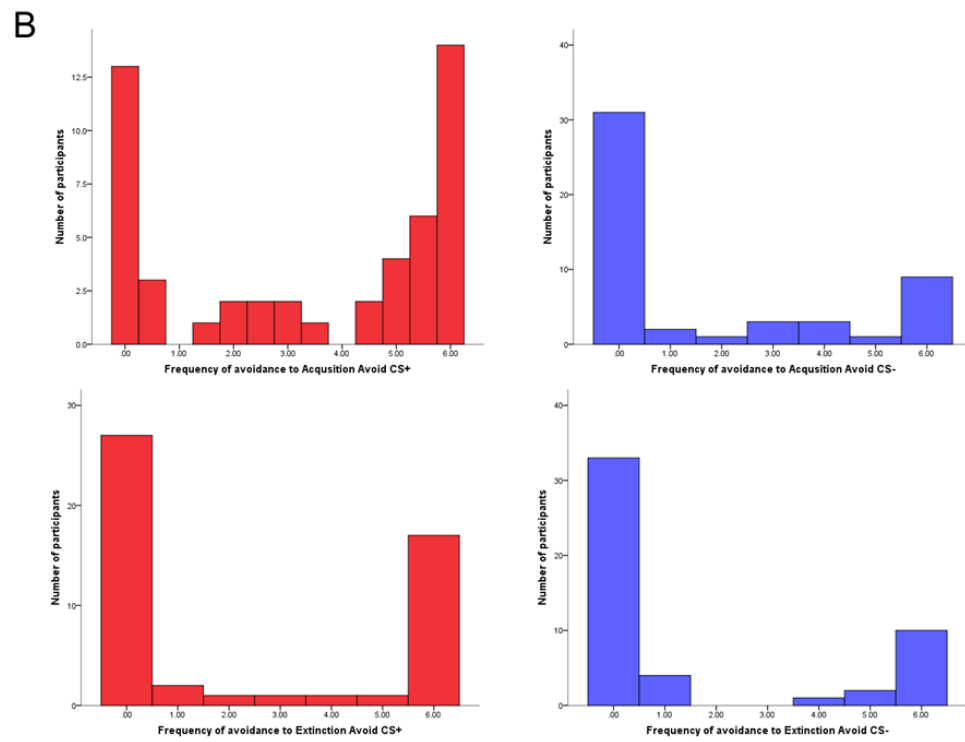 B
Number of participants
12.5
10.0
7.5
5.0
2.5
0.0
.00 1.00 2.00 3.00 4.00 5.00 6.00
Frequency of avoidance to Acqusition Avoid CS+
Number of participants
40
30
20
10
0
.00 1.00 2.00 3.00 4.00 5.00 6.00
Frequency of avoidance to Acqusition Avoid CS-
Number of participants
30
20
10
0
.00 1.00 2.00 3.00 4.00 5.00 6.00
Frequency of avoidance to Extinction Avoid CS+
Number of participants
40
30
20
10
0
.00 1.00 2.00 3.00 4.00 5.00 6.00
Frequency of avoidance to Extinction Avoid CS-